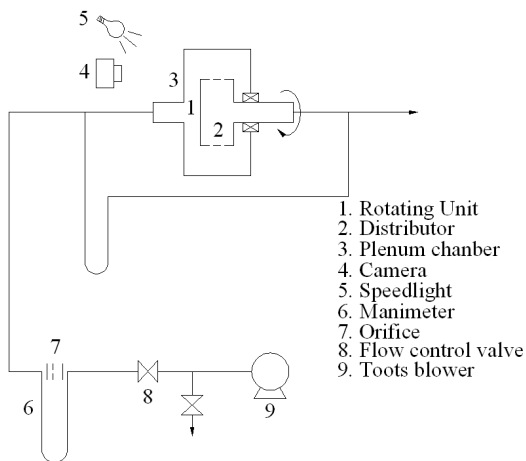 5
4
3
1
2
1. Rotating Unit
2. Distributor
3. Plenum chanber
4. Camera
5. Speedlight
6. Manimeter
7. Orifice
8. Flow control valve
9. Toots blower
7
6
8
9